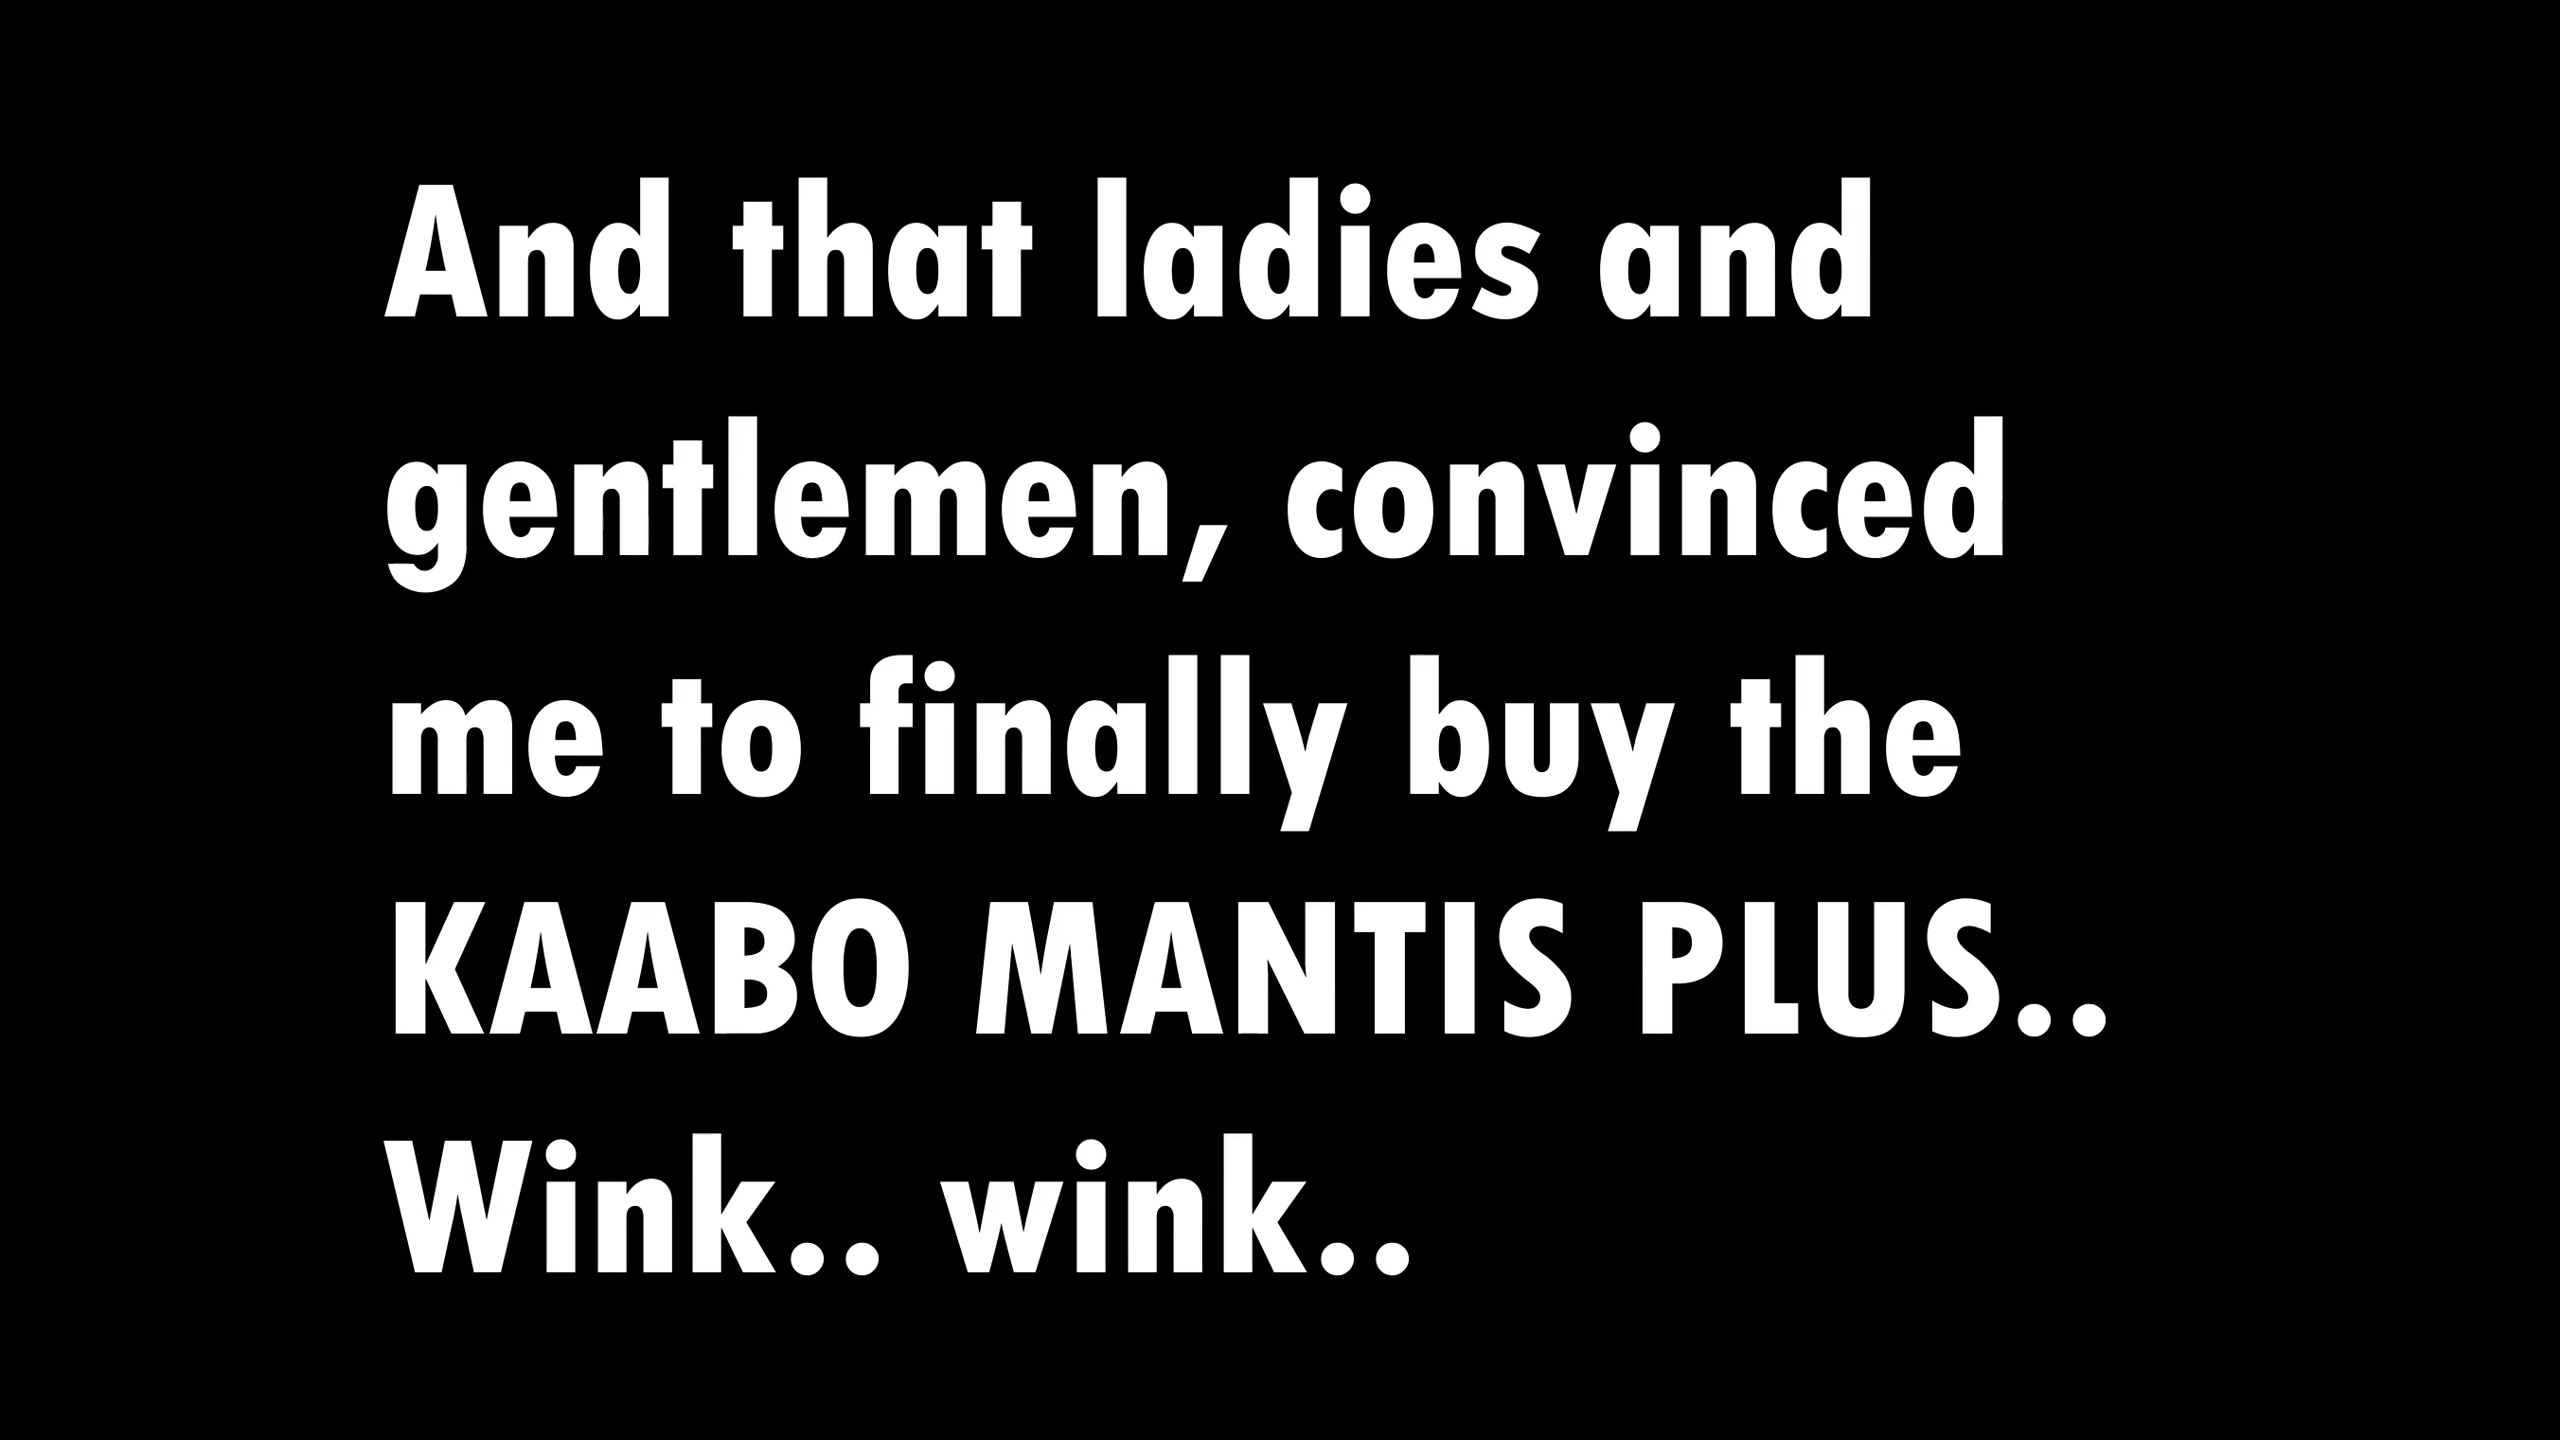 And that ladies and
gentlemen, convinced
me to finally buy the
KAABO MANTIS PLUS..
Wink.. wink..